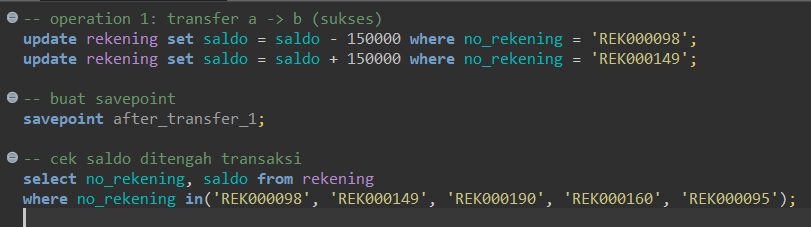 -- operation 1: transfer a -> b (sukses)
update rekening set saldo = saldo - 150000 where no_rekening = 'REK000098';
update rekening set saldo = saldo + 150000 where no_rekening = 'REK000149';
-- buat savepoint
savepoint after_transfer_1;
-- cek saldo ditengah transaksi
select no_rekening, saldo from rekening
where no_rekening in('REK000098', 'REK000149', 'REK000190', 'REK000160', 'REK000095');